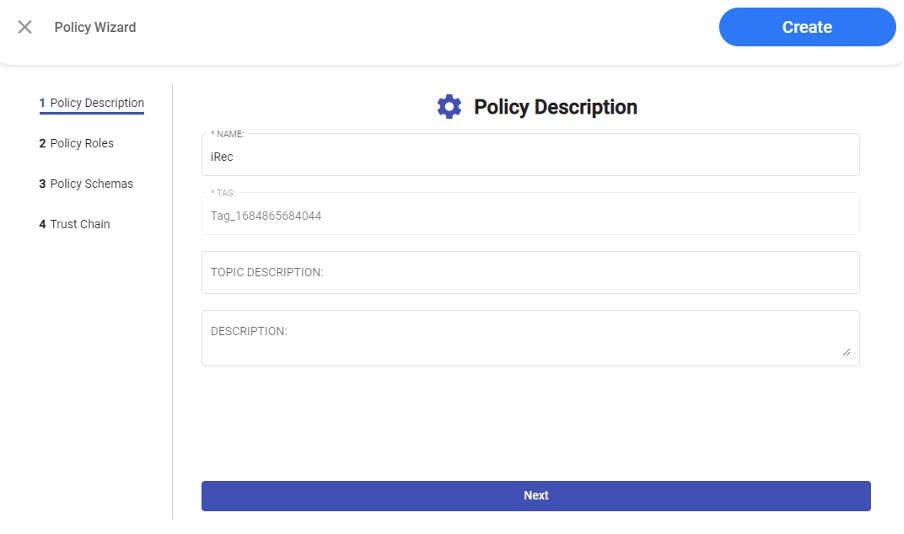 Policy Wizard
Create
1 Policy Description
2 Policy Roles
3 Policy Schemas
4 Trust Chain
Policy Description
* NAME:
iRec
* TAG:
Tag_1684865684044
TOPIC DESCRIPTION:
DESCRIPTION:
Next